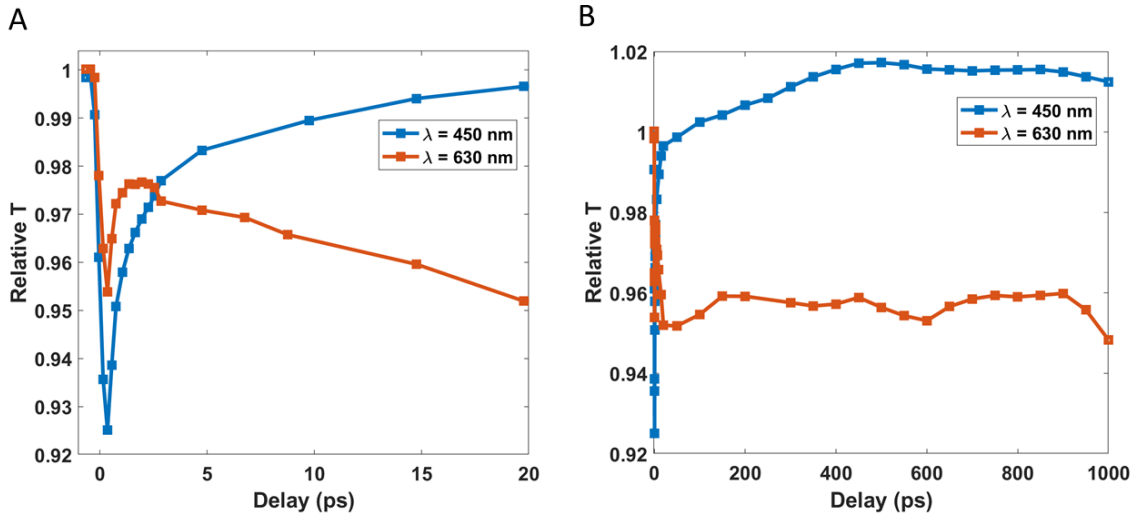 A
B
1
0.99
0.98
0.97
0.96
0.95
0.94
0.93
0.92
Relative T
0
5
10
15
20
Delay (ps)
λ = 450 nm
λ = 630 nm
1.02
1
0.98
0.96
0.94
0.92
Relative T
0
200
400
600
800
1000
Delay (ps)
λ = 450 nm
λ = 630 nm